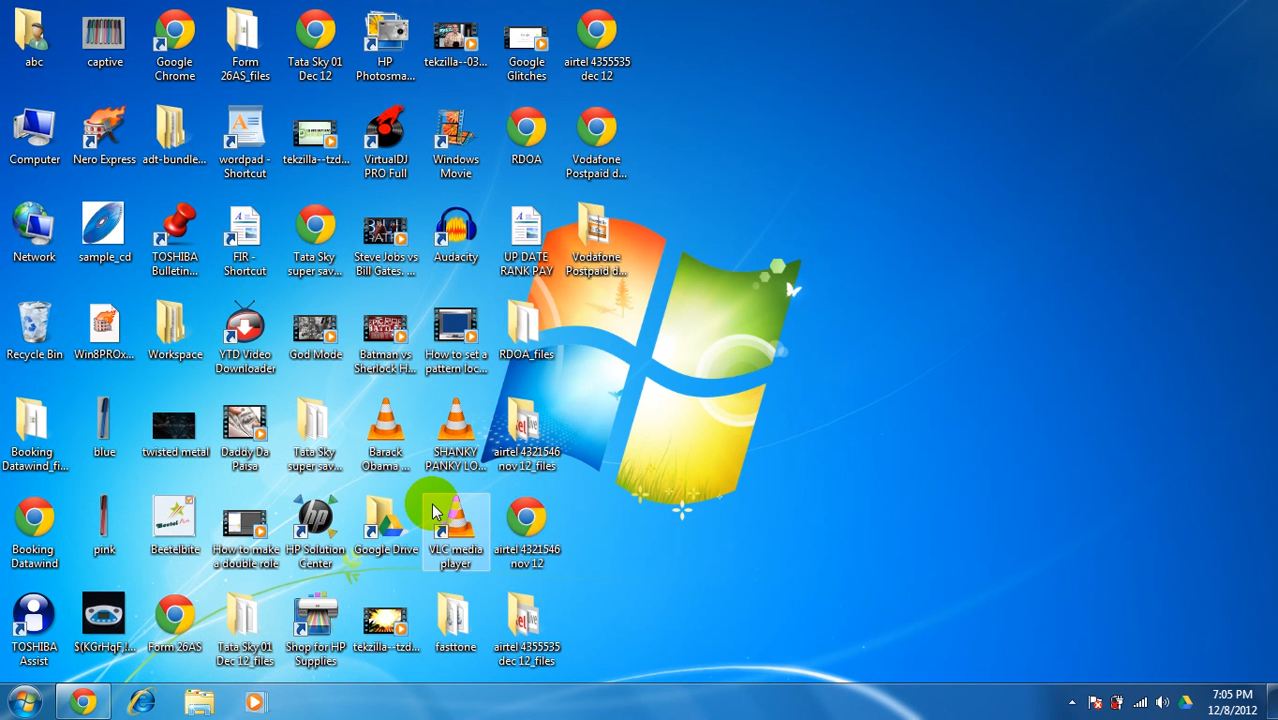 abc
captive
Google
Chrome
Form
26AS_files
Tata Sky 01
Dec 12
HP
Photosma...
tekzilla--03...
Google
Glitches
airtel 4355535
dec 12
Computer
Nero Express
adt-bundle...
wordpad -
Shortcut
tekzilla--tzd...
VirtualDJ
PRO Full
Windows
Movie
RDOA
Vodafone
Postpaid d...
Network
sample_cd
TOSHIBA
Bulletin...
FIR -
Shortcut
Tata Sky
super sav...
Steve Jobs vs
Bill Gates. ...
Audacity
UP DATE
RANK PAY
Vodafone
Postpaid d...
Recycle Bin
Win8PROx...
Workspace
YTD Video
Downloader
God Mode
Batman vs
Sherlock H...
How to set a
pattern loc...
RDOA_files
Booking
Datawind_fi...
blue
twisted metal
Daddy Da
Paisa
Tata Sky
super sav...
Barack
Obama ...
SHANKY
PANKY LO...
airtel 4321546
nov 12_files
Booking
Datawind
pink
Beetelbite
How to make
a double role
HP Solution
Center
Google Drive
VLC media
player
airtel 4321546
nov 12
TOSHIBA
Assist
$(KGrHqF,!...
Form 26AS
Tata Sky 01
Dec 12_files
Shop for HP
Supplies
tekzilla--tzd...
fasttone
airtel 4355535
dec 12_files
7:05 PM
12/8/2012